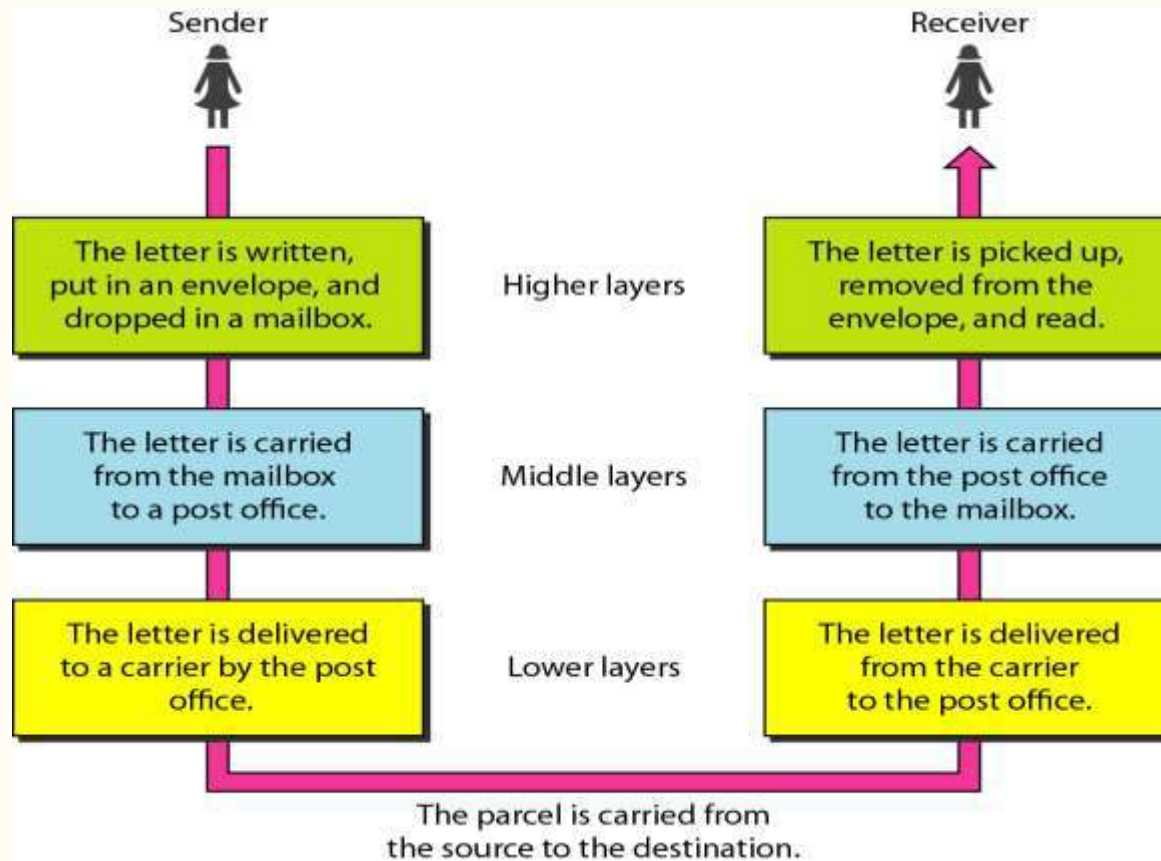 Sender
Receiver
The letter is written,
put in an envelope, and
dropped in a mailbox.
Higher layers
The letter is picked up,
removed from the
envelope, and read.
The letter is carried
from the mailbox
to a post office.
Middle layers
The letter is carried
from the post office
to the mailbox.
The letter is delivered
to a carrier by the post
office.
Lower layers
The letter is delivered
from the carrier
to the post office.
The parcel is carried from
the source to the destination.